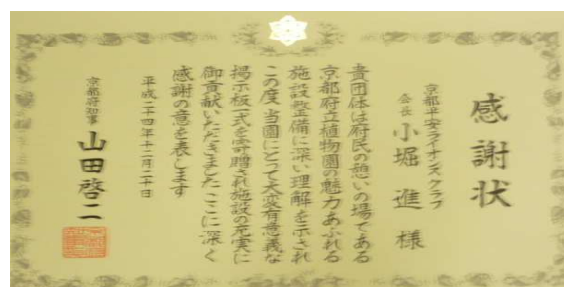 感謝状
京都平安ライオンズクラブ
会長 小堀 進 様
貴団体は府民の憩いの場である
京都府立植物園の魅力あふれる
施設整備に深い理解を示され
この度当園にとって大変有意義な
掲示板一式を寄贈され施設の充実に
御貢献いただきましたここに深く
感謝の意を表します
平成二十四年十二月二十日
京都府知事 山田啓二